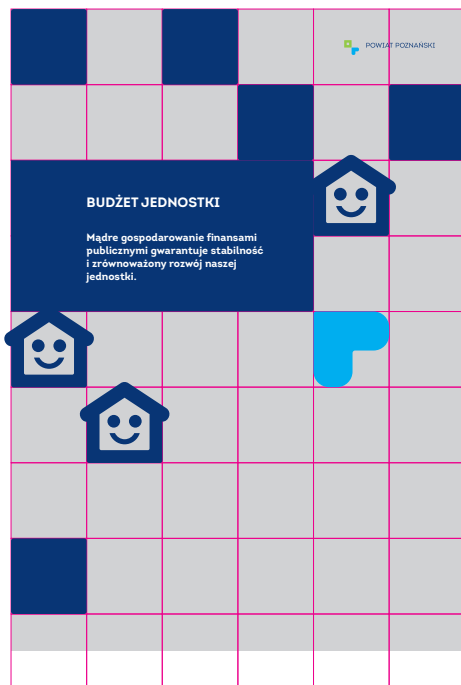 POWIAT POZNAŃSKI
BUDŻET JEDNOSTKI
Mądre gospodarowanie finansami
publicznymi gwarantuje stabilność
i zrównoważony rozwój naszej
jednostki.